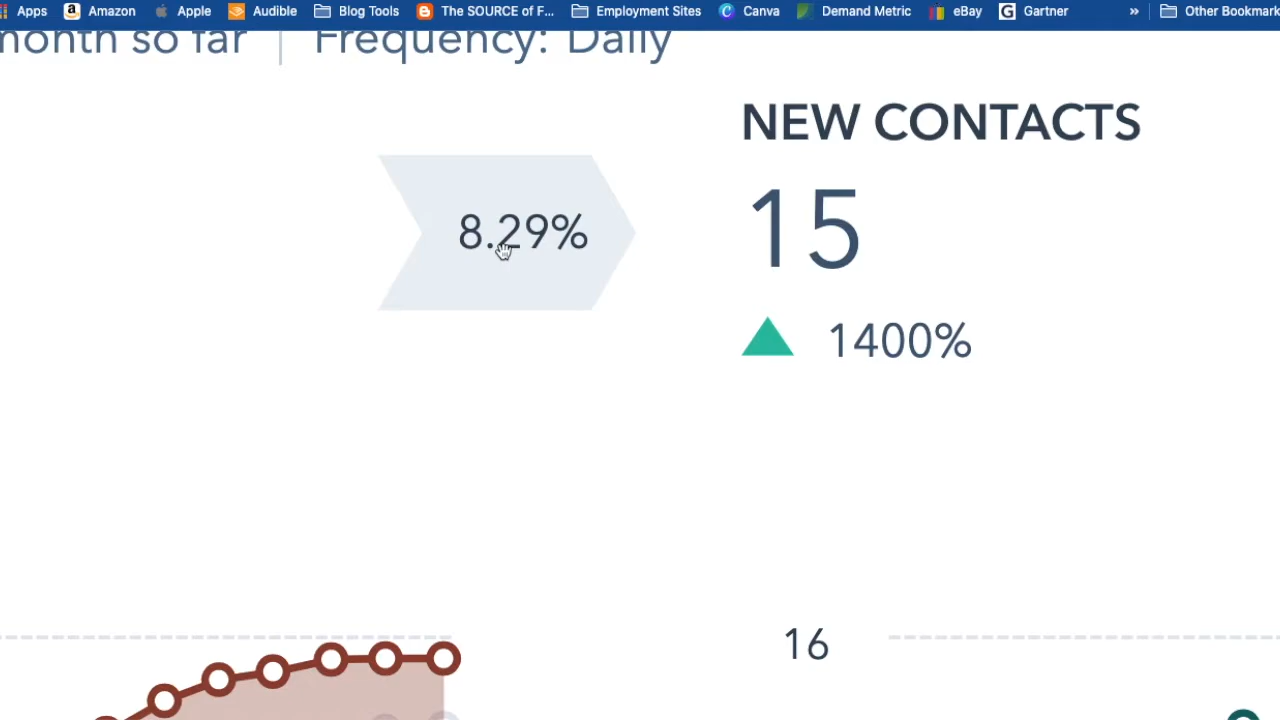 Apps Amazon Apple Audible Blog Tools The SOURCE of F... Employment Sites Canva Demand Metric eBay Gartner » Other Bookmark
month so far | Frequency: Daily
NEW CONTACTS
8.29%
15
1400%
16